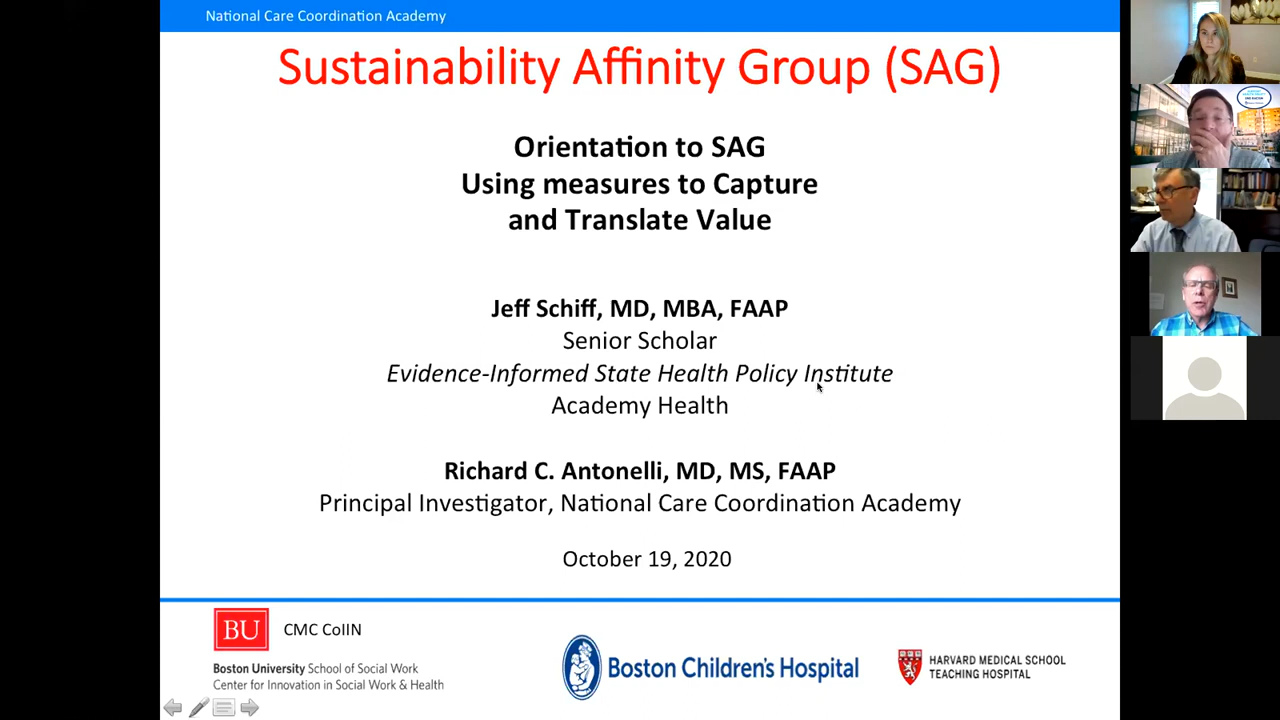 National Care Coordination Academy
Sustainability Affinity Group (SAG)
Orientation to SAG
Using measures to Capture
and Translate Value
Jeff Schiff, MD, MBA, FAAP
Senior Scholar
Evidence-Informed State Health Policy Institute
Academy Health
Richard C. Antonelli, MD, MS, FAAP
Principal Investigator, National Care Coordination Academy
October 19, 2020
BU
CMC CoIIN
Boston University School of Social Work
Center for Innovation in Social Work & Health
Boston Children's Hospital
HARVARD MEDICAL SCHOOL
TEACHING HOSPITAL